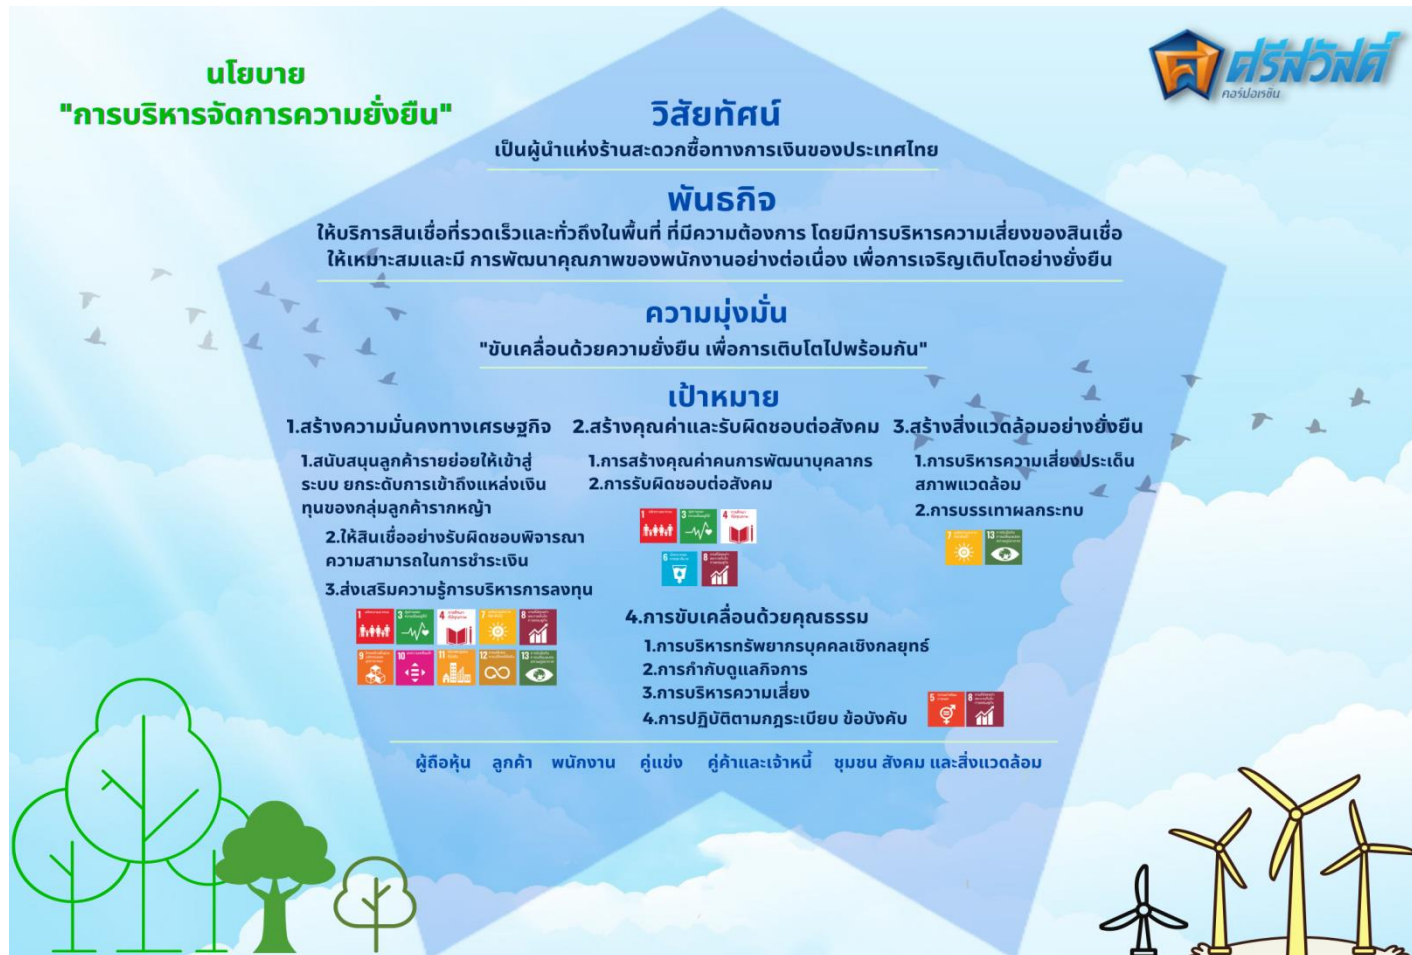 นโยบาย
"การบริหารจัดการความยั่งยืน"
ศรีสวัสดิ์
คอร์ปอเรชัน
วิสัยทัศน์
เป็นผู้นำแห่งร้านสะดวกซื้อทางการเงินของประเทศไทย
พันธกิจ
ให้บริการสินเชื่อที่รวดเร็วและทั่วถึงในพื้นที่ ที่มีความต้องการ โดยมีการบริหารความเสี่ยงของสินเชื่อ
ให้เหมาะสมและมี การพัฒนาคุณภาพของพนักงานอย่างต่อเนื่อง เพื่อการเจริญเติบโตอย่างยั่งยืน
ความมุ่งมั่น
"ขับเคลื่อนด้วยความยั่งยืน เพื่อการเติบโตไปพร้อมกัน"
เป้าหมาย
1.สร้างความมั่นคงทางเศรษฐกิจ
1.สนับสนุนลูกค้ารายย่อยให้เข้าสู่
ระบบ ยกระดับการเข้าถึงแหล่งเงิน
ทุนของกลุ่มลูกค้ารากหญ้า
2.ให้สินเชื่ออย่างรับผิดชอบพิจารณา
ความสามารถในการชำระเงิน
3.ส่งเสริมความรู้การบริหารการลงทุน
1 3 4 7 8
9 10 11 12 13
2.สร้างคุณค่าและรับผิดชอบต่อสังคม
1.การสร้างคุณค่าคนการพัฒนาบุคลากร
2.การรับผิดชอบต่อสังคม
1 3 4
6 8
3.สร้างสิ่งแวดล้อมอย่างยั่งยืน
1.การบริหารความเสี่ยงประเด็น
สภาพแวดล้อม
2.การบรรเทาผลกระทบ
7 13
4.การขับเคลื่อนด้วยคุณธรรม
1.การบริหารทรัพยากรบุคคลเชิงกลยุทธ์
2.การกำกับดูแลกิจการ
3.การบริหารความเสี่ยง
4.การปฏิบัติตามกฎระเบียบ ข้อบังคับ
5 8
ผู้ถือหุ้น ลูกค้า พนักงาน คู่แข่ง คู่ค้าและเจ้าหนี้ ชุมชน สังคม และสิ่งแวดล้อม